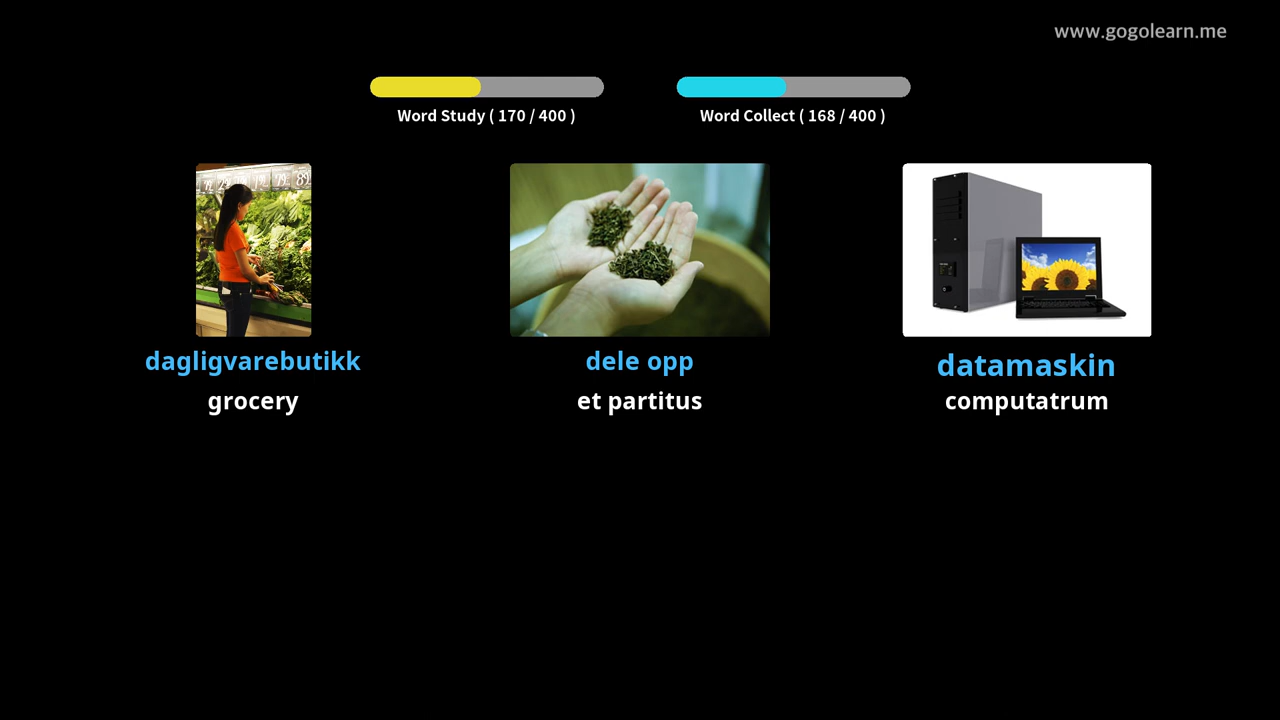 www.gogolearn.me
Word Study ( 170 / 400 )
Word Collect ( 168 / 400 )
dagligvarebutikk
grocery
dele opp
et partitus
datamaskin
computatrum